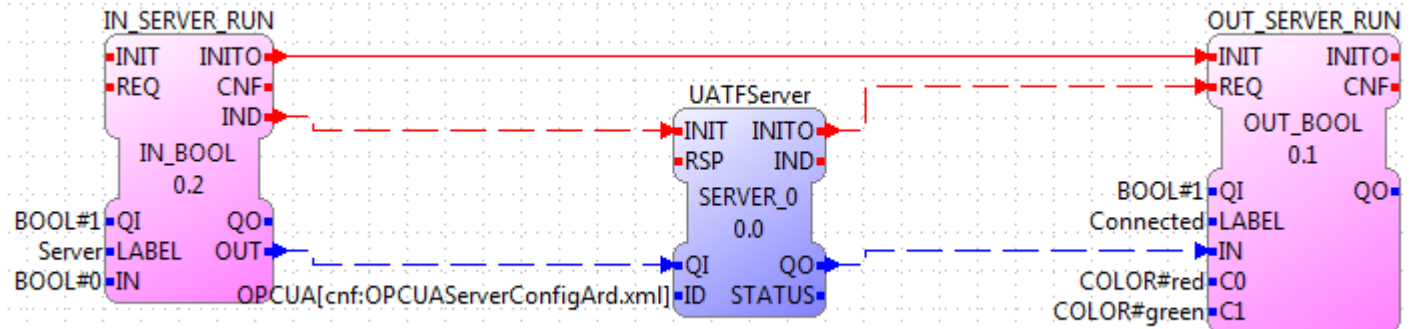 IN_SERVER_RUN
INIT INITO
REQ CNF
IND
IN_BOOL
0.2
BOOL#1 QI QO
Server LABEL OUT
BOOL#0 IN
UATFServer
INIT INITO
RSP IND
SERVER_0
0.0
QI QO
OPCUA[cnf:OPCUAServerConfigArd.xml] ID STATUS
OUT_SERVER_RUN
INIT INITO
REQ CNF
OUT_BOOL
0.1
BOOL#1 QI QO
Connected LABEL
IN
COLOR#red C0
COLOR#green C1